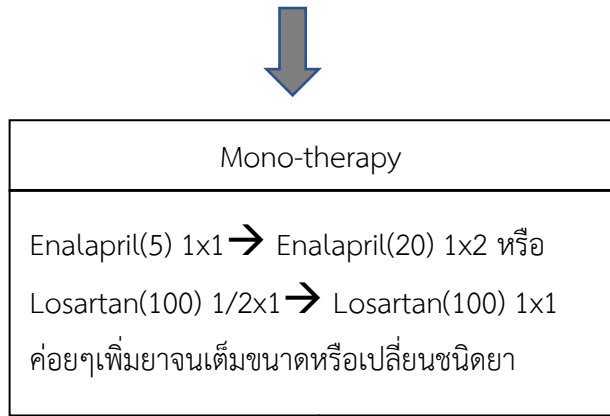 Mono-therapy
Enalapril(5) 1x1➔ Enalapril(20) 1x2 หรือ
Losartan(100) 1/2x1➔ Losartan(100) 1x1
ค่อยๆเพิ่มยาจนเต็มขนาดหรือเปลี่ยนชนิดยา